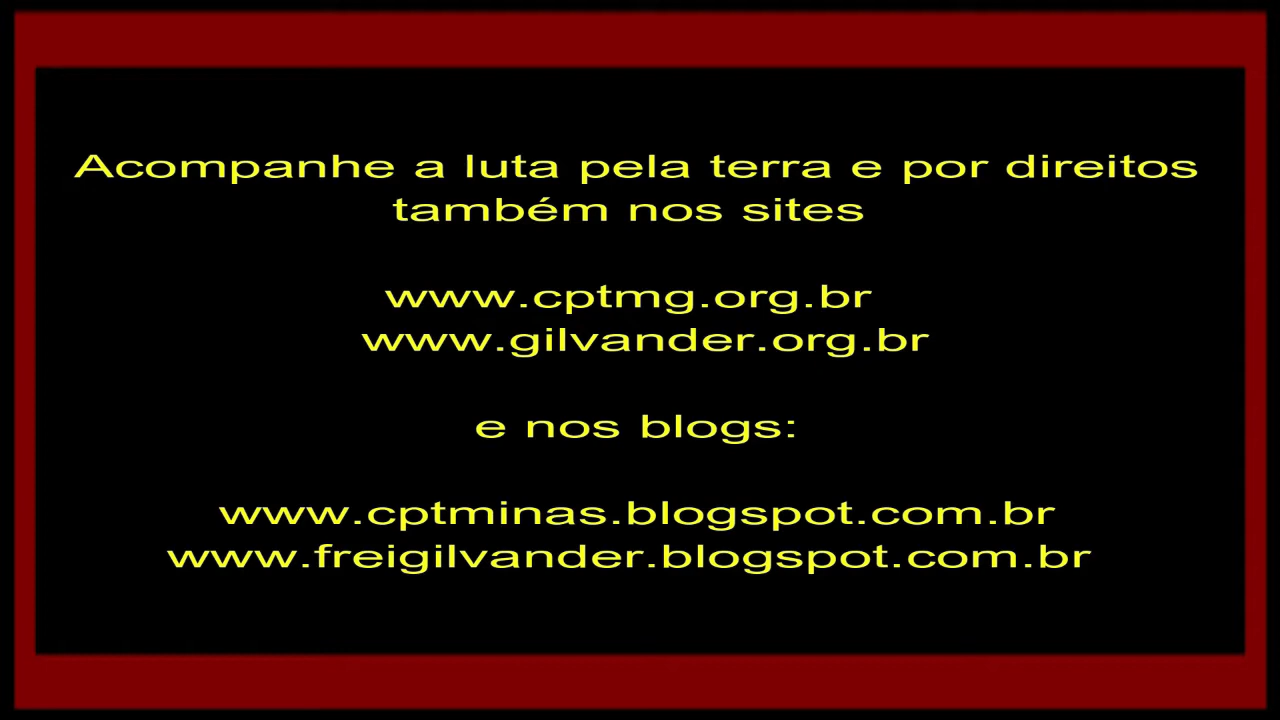 Acompanhe a luta pela terra e por direitos
também nos sites
www.cptmg.org.br
www.gilvander.org.br
e nos blogs:
www.cptminas.blogspot.com.br
www.freigilvander.blogspot.com.br